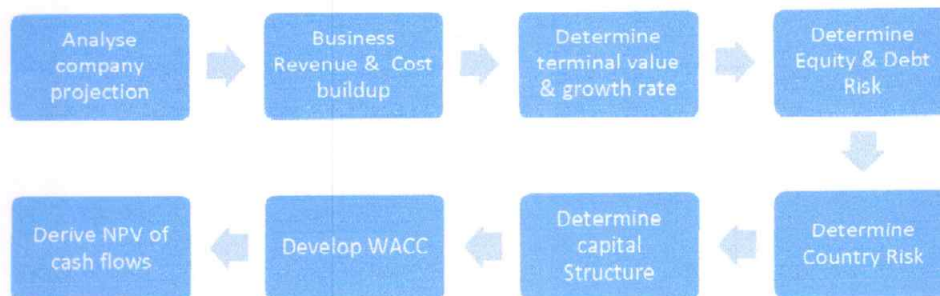 Analyse
company
projection
Business
Revenue & Cost
buildup
Determine
terminal value
& growth rate
Determine
Equity & Debt
Risk
Determine
Country Risk
Determine
capital
Structure
Develop WACC
Derive NPV of
cash flows